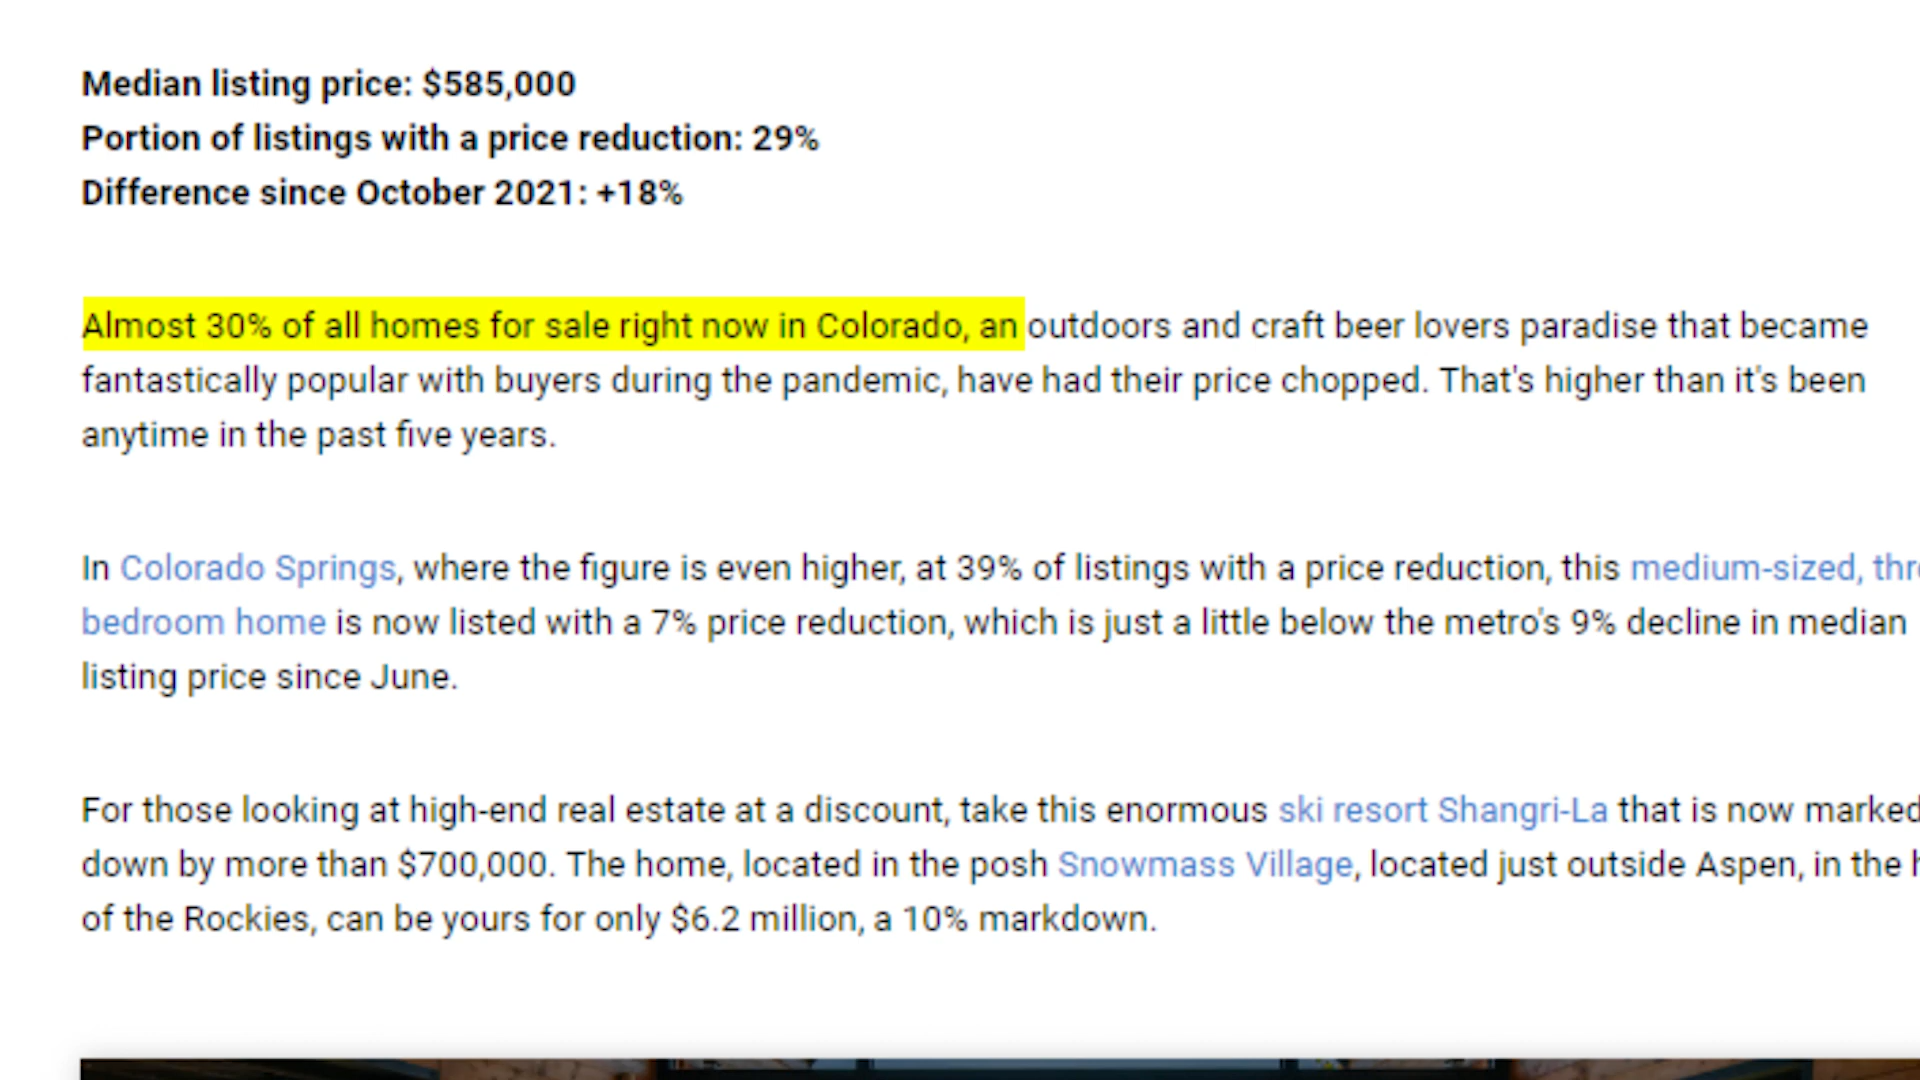 Median listing price: $585,000
Portion of listings with a price reduction: 29%
Difference since October 2021: +18%
Almost 30% of all homes for sale right now in Colorado, an outdoors and craft beer lovers paradise that became
fantastically popular with buyers during the pandemic, have had their price chopped. That's higher than it's been
anytime in the past five years.
In Colorado Springs, where the figure is even higher, at 39% of listings with a price reduction, this medium-sized,
bedroom home is now listed with a 7% price reduction, which is just a little below the metro's 9% decline in median
listing price since June.
For those looking at high-end real estate at a discount, take this enormous ski resort Shangri-La that is now marked
down by more than $700,000. The home, located in the posh Snowmass Village, located just outside Aspen, in the
of the Rockies, can be yours for only $6.2 million, a 10% markdown.